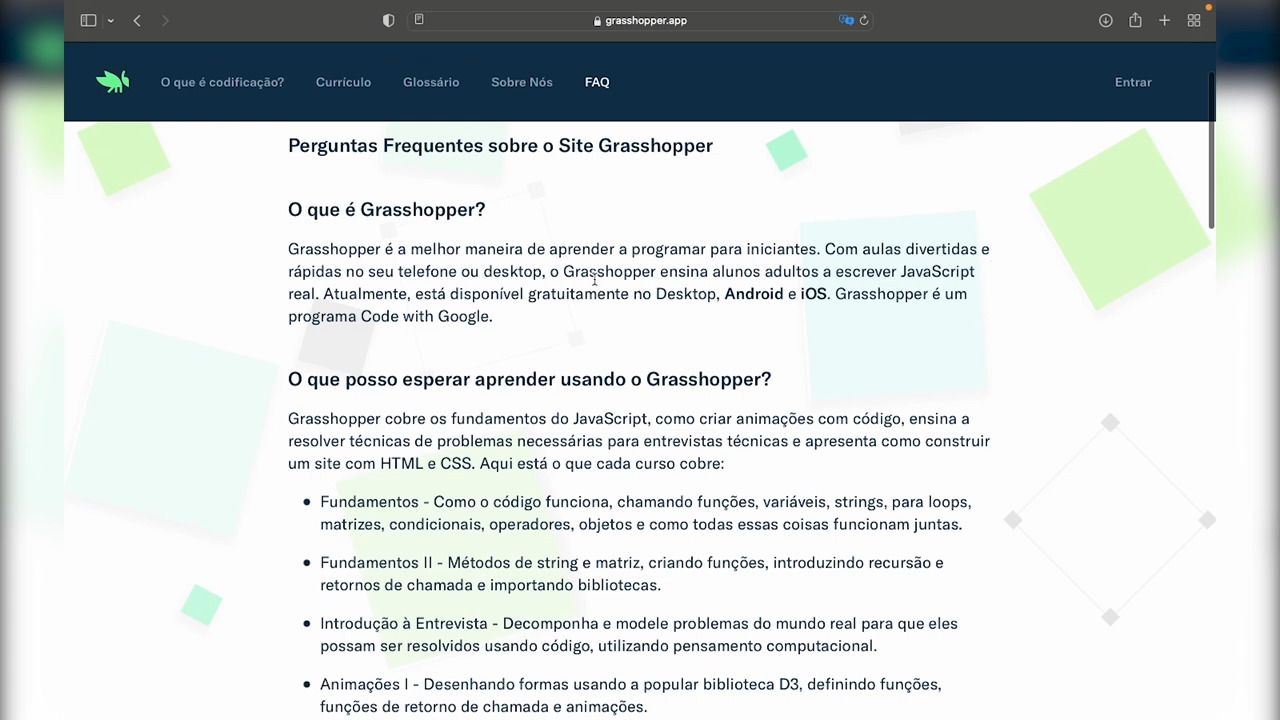 grasshopper.app
O que é codificação? Currículo Glossário Sobre Nós FAQ Entrar
Perguntas Frequentes sobre o Site Grasshopper
O que é Grasshopper?
Grasshopper é a melhor maneira de aprender a programar para iniciantes. Com aulas divertidas e
rápidas no seu telefone ou desktop, o Grasshopper ensina alunos adultos a escrever JavaScript
real. Atualmente, está disponível gratuitamente no Desktop, Android e iOS. Grasshopper é um
programa Code with Google.
O que posso esperar aprender usando o Grasshopper?
Grasshopper cobre os fundamentos do JavaScript, como criar animações com código, ensina a
resolver técnicas de problemas necessárias para entrevistas técnicas e apresenta como construir
um site com HTML e CSS. Aqui está o que cada curso cobre:
• Fundamentos - Como o código funciona, chamando funções, variáveis, strings, para loops,
matrizes, condicionais, operadores, objetos e como todas essas coisas funcionam juntas.
• Fundamentos II - Métodos de string e matriz, criando funções, introduzindo recursão e
retornos de chamada e importando bibliotecas.
• Introdução à Entrevista - Decomponha e modele problemas do mundo real para que eles
possam ser resolvidos usando código, utilizando pensamento computacional.
• Animações I - Desenhando formas usando a popular biblioteca D3, definindo funções,
funções de retorno de chamada e animações.